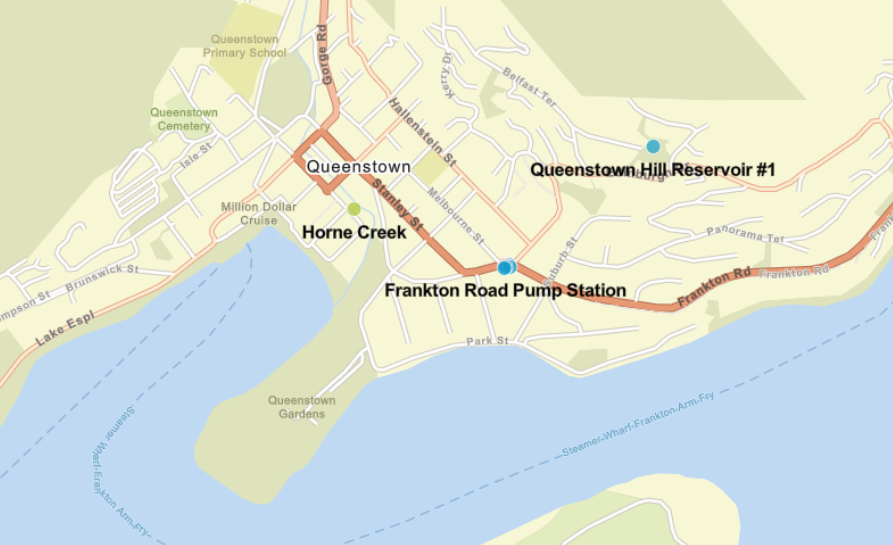 Gorge Rd
Queenstown
Primary School
Kerry Dr
Belfast Ter
Queenstown
Cemetery
Hallenstein St
Isle St
Queenstown
Queenstown Hill Reservoir #1
Stanley St
Melbourne St
Million Dollar
Cruise
Horne Creek
Panorama Ter
Suburb St
Brunswick St
Frankton Road Pump Station
Frankton Rd
Frankton Rd
Lake Espl
Park St
Queenstown
Gardens
Steamer-Wharf-Frankton-Arm-Fry
Steamer Wharf-Frankton Arm-Fry